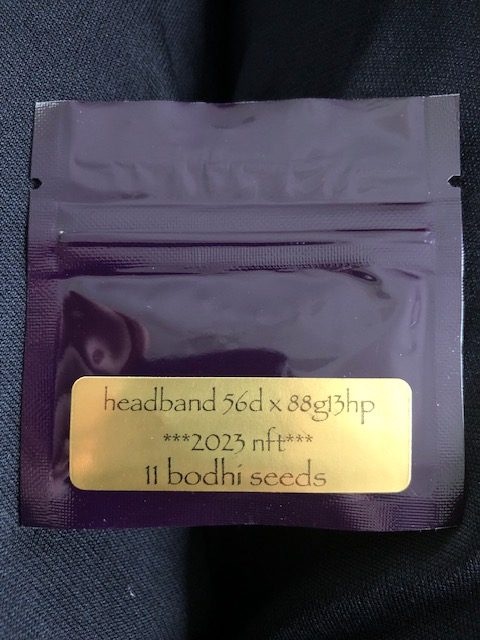 headband 56d x 88g13hp
***2023 nft***
11 bodhi seeds